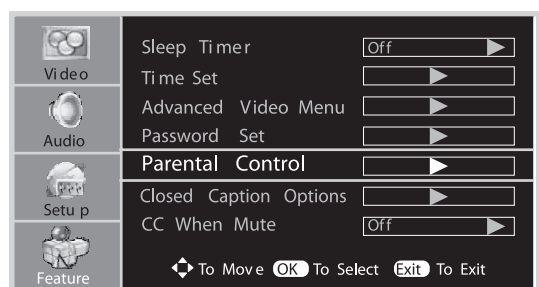 Video
Audio
Setup
Feature
Sleep Timer Off
Time Set
Advanced Video Menu
Password Set
Parental Control
Closed Caption Options
CC When Mute Off
To Move OK To Select Exit To Exit